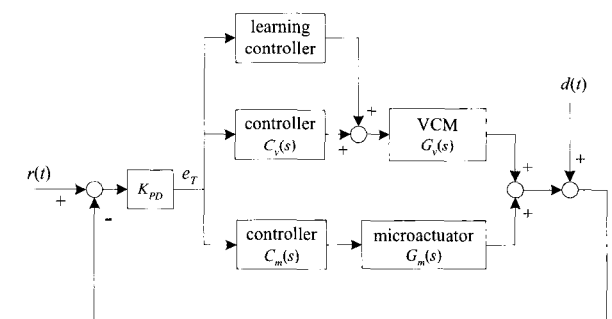 learning
controller
d(t)
+
controller
C_v(s)
+
VCM
G_v(s)
r(t)
+
-
K_PD
e_T
+
+
+
controller
C_m(s)
microactuator
G_m(s)